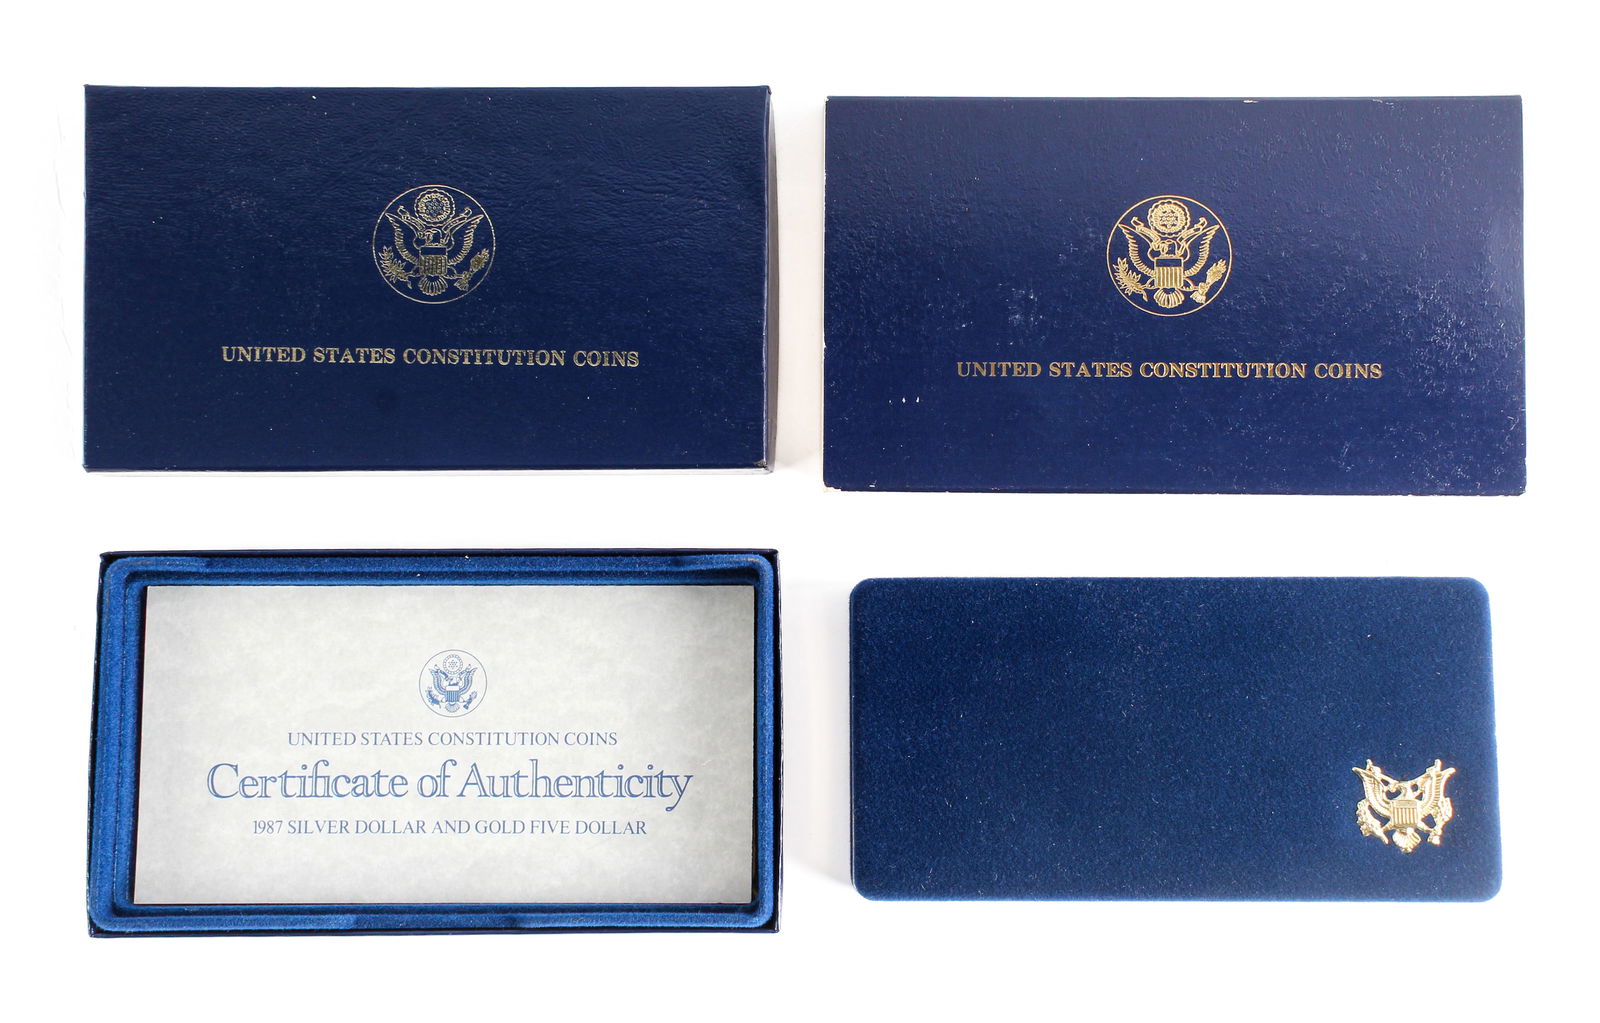 UNITED STATES CONSTITUTION COINS
UNITED STATES CONSTITUTION COINS
UNITED STATES CONSTITUTION COINS
Certificate of Authenticity
1987 SILVER DOLLAR AND GOLD FIVE DOLLAR